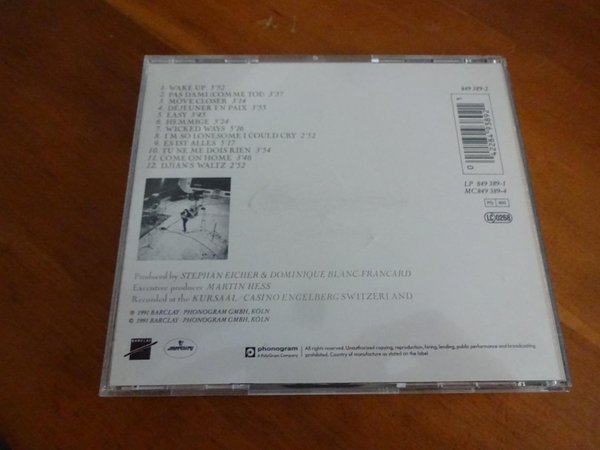 849 389-2
1. WAKE UP 3'52
2. PAS D'AMI (COMME TOI) 3'37
3. MOVE CLOSER 3'14
4. DÉJEUNER EN PAIX 3'55
5. EASY 3'45
6. HEMMIGE 3'24
7. WICKED WAYS 5'16
8. I'M SO LONESOME I COULD CRY 2'52
9. ES IST ALLES 5'17
10. TU NE ME DOIS RIEN 3'54
11. COME ON HOME 3'46
12. DJIAN'S WALTZ 2'52
LP 849 389-1
MC 849 389-4
LC 0268
Produced by STEPHAN EICHER & DOMINIQUE BLANC-FRANCARD
Executive producer MARTIN HESS
Recorded at the KURSAAL / CASINO ENGELBERG SWITZERLAND
℗ 1991 BARCLAY · PHONOGRAM GMBH, KÖLN
© 1991 BARCLAY · PHONOGRAM GMBH, KÖLN
BARCLAY
mercury
phonogram
A PolyGram Company
All rights reserved. Unauthorized copying, reproduction, hiring, lending, public performance and broadcasting
prohibited. Country of manufacture as stated on the label